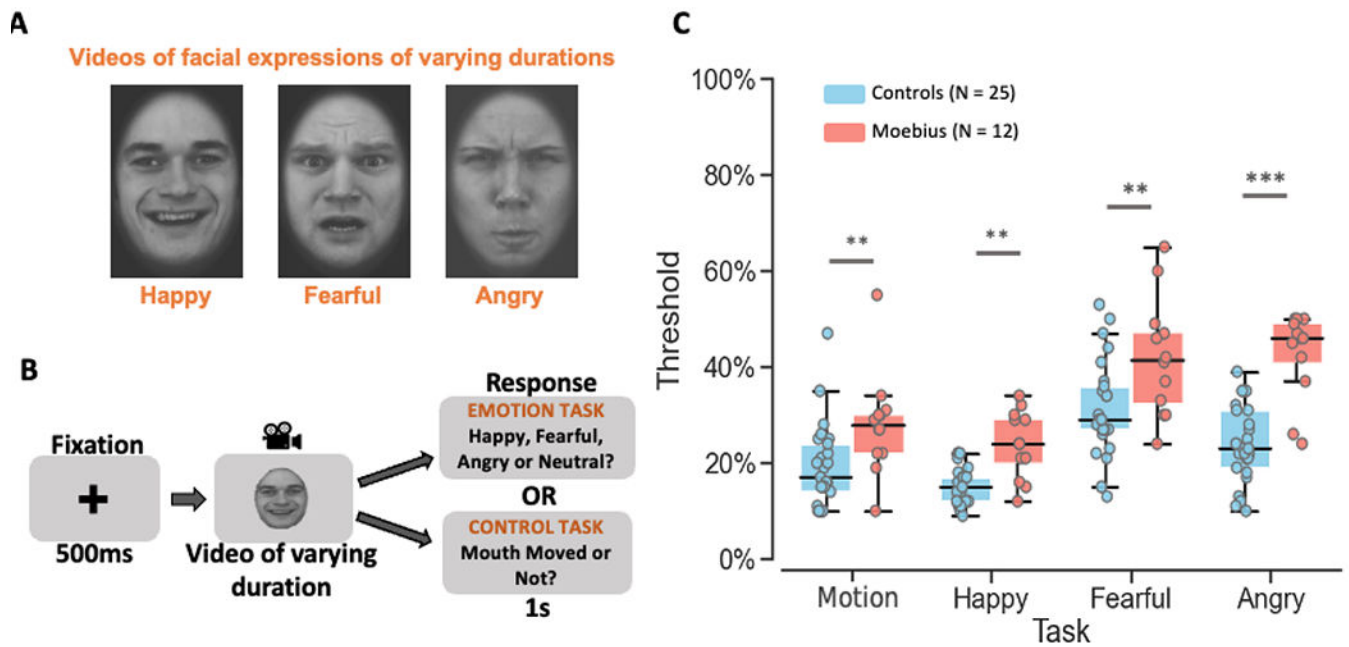 A
Videos of facial expressions of varying durations
Happy
Fearful
Angry
B
Fixation
500ms
Video of varying
duration
Response
EMOTION TASK
Happy, Fearful,
Angry or Neutral?
OR
CONTROL TASK
Mouth Moved or
Not?
1s
C
Threshold
100%
80%
60%
40%
20%
0%
Controls (N = 25)
Moebius (N = 12)
**
**
**
***
Motion
Happy
Fearful
Angry
Task